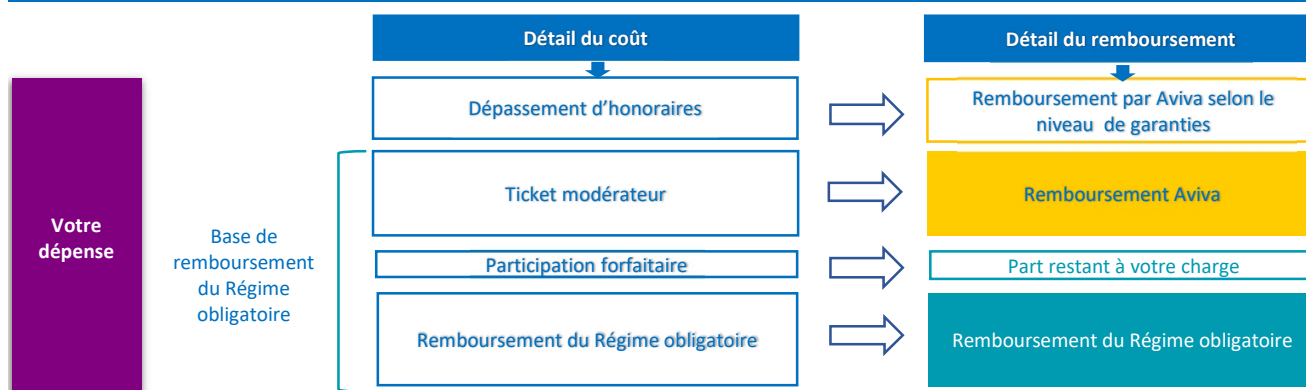 Détail du coût
Détail du remboursement
Dépassement d’honoraires
Remboursement par Aviva selon le
niveau de garanties
Ticket modérateur
Remboursement Aviva
Votre
dépense
Base de
remboursement
du Régime
obligatoire
Participation forfaitaire
Part restant à votre charge
Remboursement du Régime obligatoire
Remboursement du Régime obligatoire